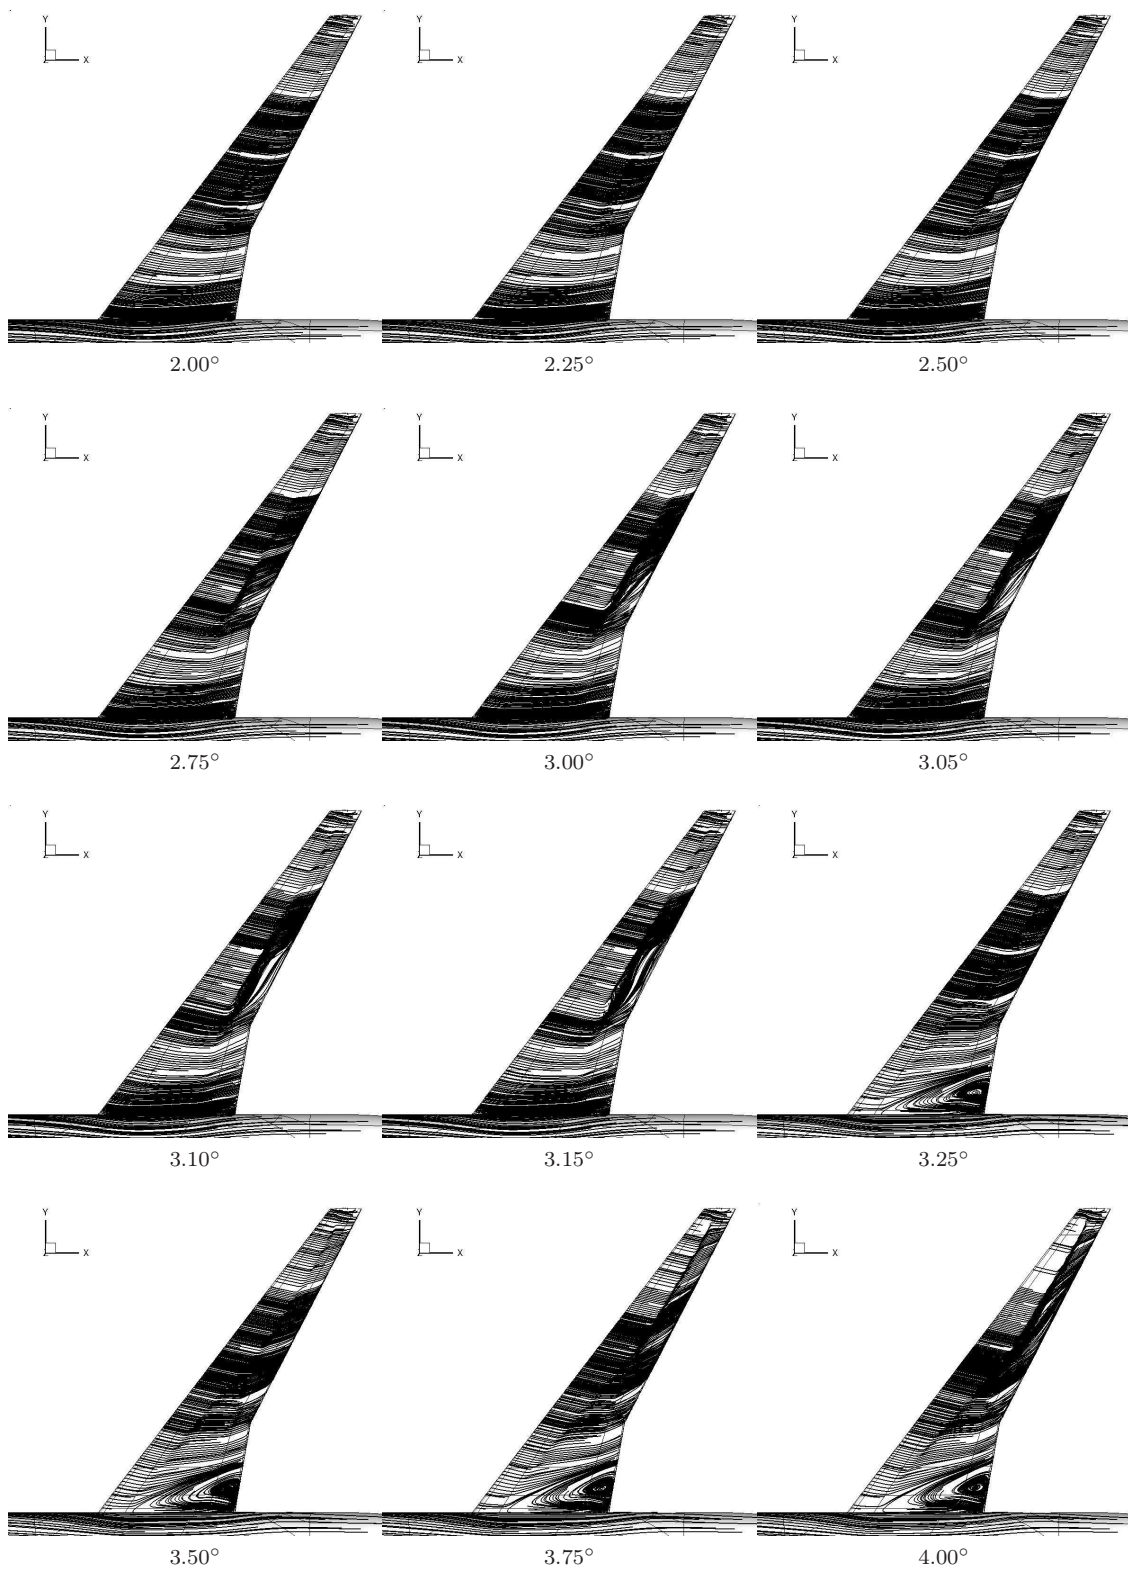 Y Y Y
X X X
Z Z Z
2.00° 2.25° 2.50°
Y Y Y
X X X
Z Z Z
2.75° 3.00° 3.05°
Y Y Y
X X X
Z Z Z
3.10° 3.15° 3.25°
Y Y Y
X X X
Z Z Z
3.50° 3.75° 4.00°